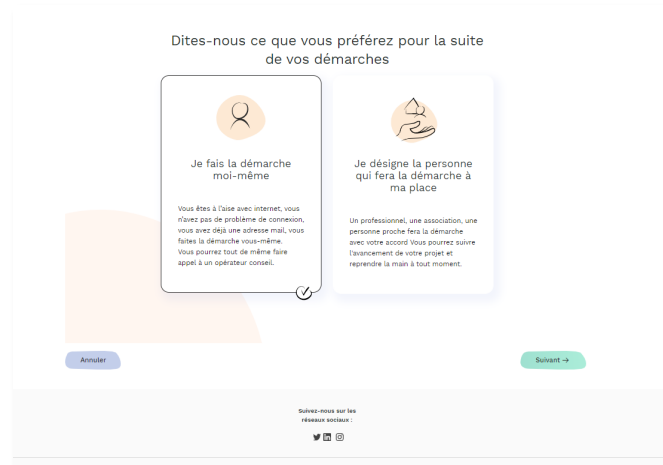 Dites-nous ce que vous préférez pour la suite
de vos démarches
Je fais la démarche
moi-même
Vous êtes à l'aise avec internet, vous
n'avez pas de problème de connexion,
vous avez déjà une adresse mail, vous
faites la démarche vous-même.
Vous pourrez tout de même faire
appel à un opérateur conseil.
Je désigne la personne
qui fera la démarche à
ma place
Un professionnel, une association, une
personne proche fera la démarche
avec votre accord Vous pourrez suivre
l'avancement de votre projet et
reprendre la main à tout moment.
Annuler
Suivant →
Suivez-nous sur les
réseaux sociaux :